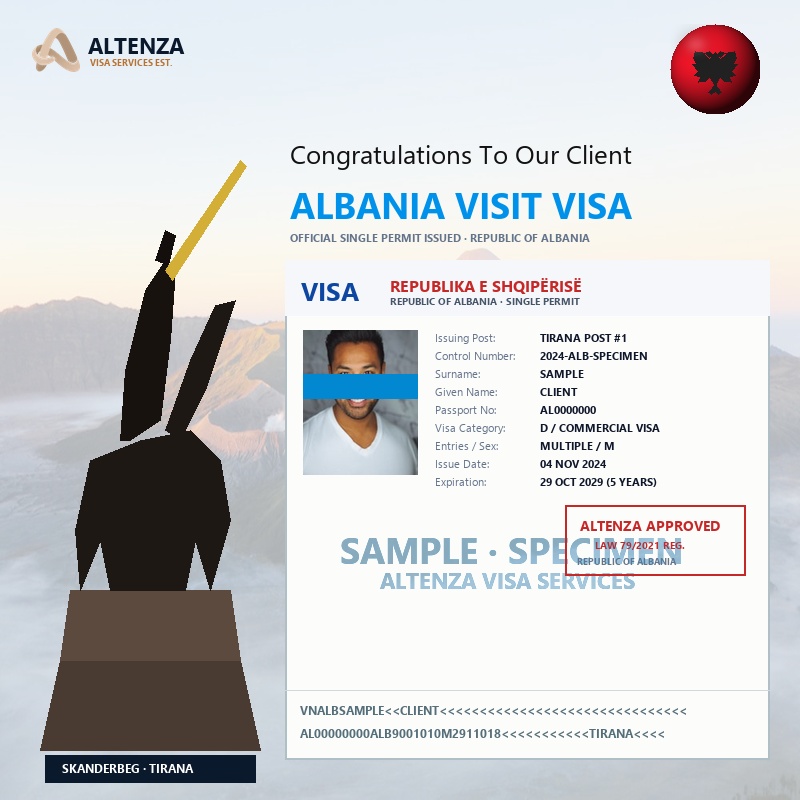 ALTENZA
VISA SERVICES EST.
Congratulations To Our Client
ALBANIA VISIT VISA
OFFICIAL SINGLE PERMIT ISSUED · REPUBLIC OF ALBANIA
VISA
REPUBLIKA E SHQIPËRISË
REPUBLIC OF ALBANIA · SINGLE PERMIT
Issuing Post: TIRANA POST #1
Control Number: 2024-ALB-SPECIMEN
Surname: SAMPLE
Given Name: CLIENT
Passport No: AL0000000
Visa Category: D / COMMERCIAL VISA
Entries / Sex: MULTIPLE / M
Issue Date: 04 NOV 2024
Expiration: 29 OCT 2029 (5 YEARS)
ALTENZA APPROVED
LAW 79/2021 REG.
REPUBLIC OF ALBANIA
SAMPLE · SPECIMEN
ALTENZA VISA SERVICES
VNALBSAMPLE<<CLIENT<<<<<<<<<<<<<<<<<<<<<<<<<<<<<<<
AL00000000ALB9001010M2911018<<<<<<<<<<<TIRANA<<<<
SKANDERBEG · TIRANA